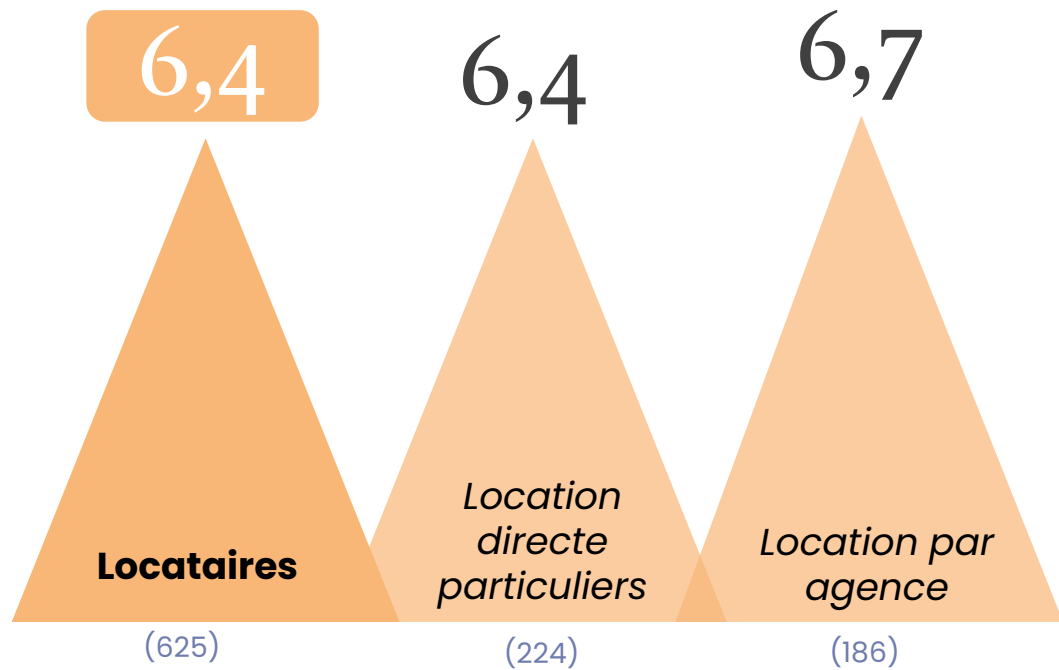 6,4
6,4
6,7
Locataires
Location
directe
particuliers
Location par
agence
(625)
(224)
(186)